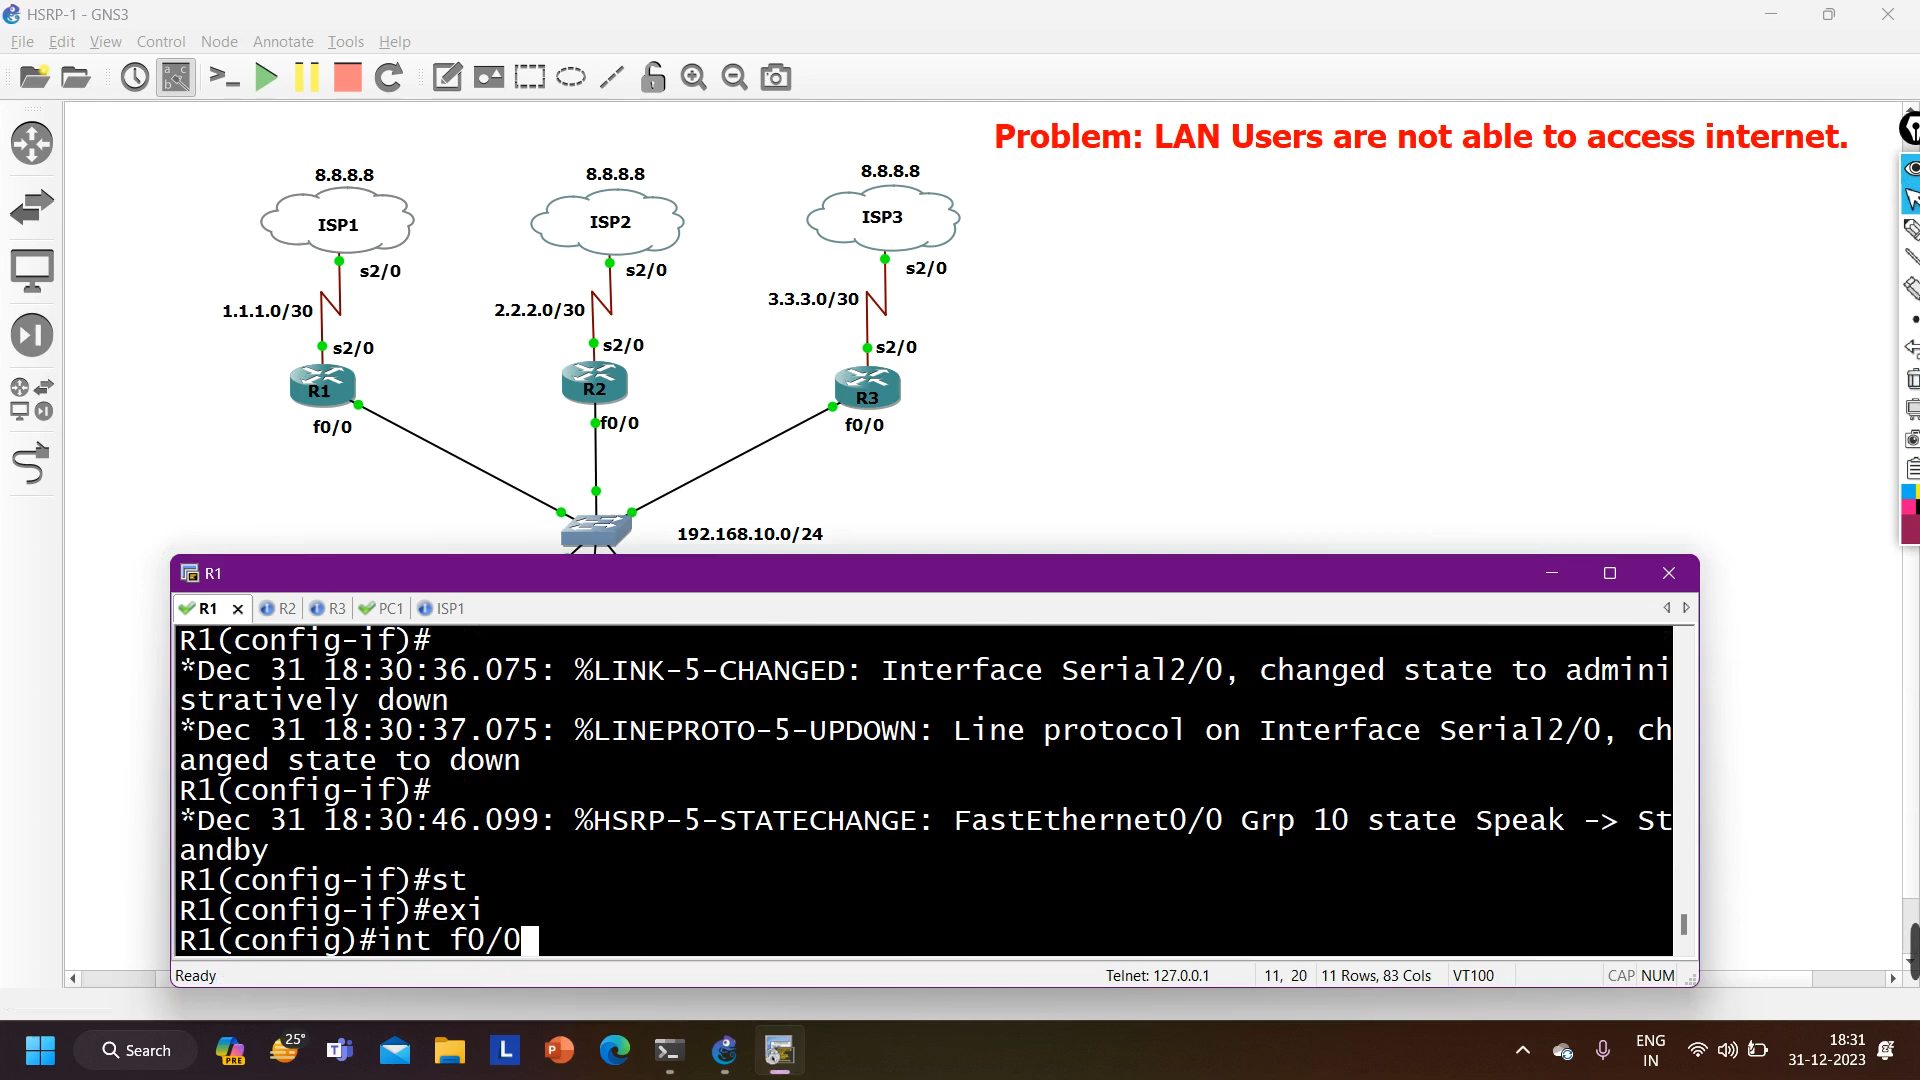 HSRP-1 - GNS3
File Edit View Control Node Annotate Tools Help
Problem: LAN Users are not able to access internet.
8.8.8.8 8.8.8.8 8.8.8.8
ISP1 ISP2 ISP3
s2/0 s2/0 s2/0
1.1.1.0/30 2.2.2.0/30 3.3.3.0/30
s2/0 s2/0 s2/0
R1 R2 R3
f0/0 f0/0 f0/0
192.168.10.0/24
R1
R1 R2 R3 PC1 ISP1
R1(config-if)#
*Dec 31 18:30:36.075: %LINK-5-CHANGED: Interface Serial2/0, changed state to admini
stratively down
*Dec 31 18:30:37.075: %LINEPROTO-5-UPDOWN: Line protocol on Interface Serial2/0, ch
anged state to down
R1(config-if)#
*Dec 31 18:30:46.099: %HSRP-5-STATECHANGE: FastEthernet0/0 Grp 10 state Speak -> St
andby
R1(config-if)#st
R1(config-if)#exi
R1(config)#int f0/0
Ready Telnet: 127.0.0.1 11, 20 11 Rows, 83 Cols VT100 CAP NUM
Search PRE 25° L P ENG 18:31
IN 31-12-2023